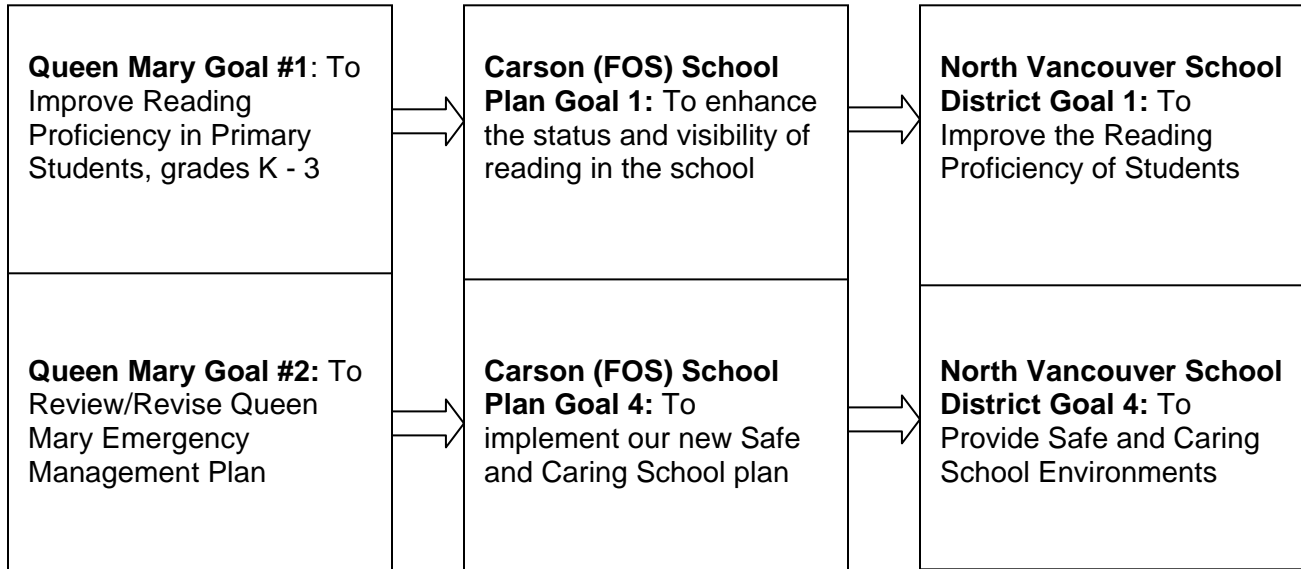 Queen Mary Goal #1: To
Improve Reading
Proficiency in Primary
Students, grades K - 3
Carson (FOS) School
Plan Goal 1: To enhance
the status and visibility of
reading in the school
North Vancouver School
District Goal 1: To
Improve the Reading
Proficiency of Students
Queen Mary Goal #2: To
Review/Revise Queen
Mary Emergency
Management Plan
Carson (FOS) School
Plan Goal 4: To
implement our new Safe
and Caring School plan
North Vancouver School
District Goal 4: To
Provide Safe and Caring
School Environments